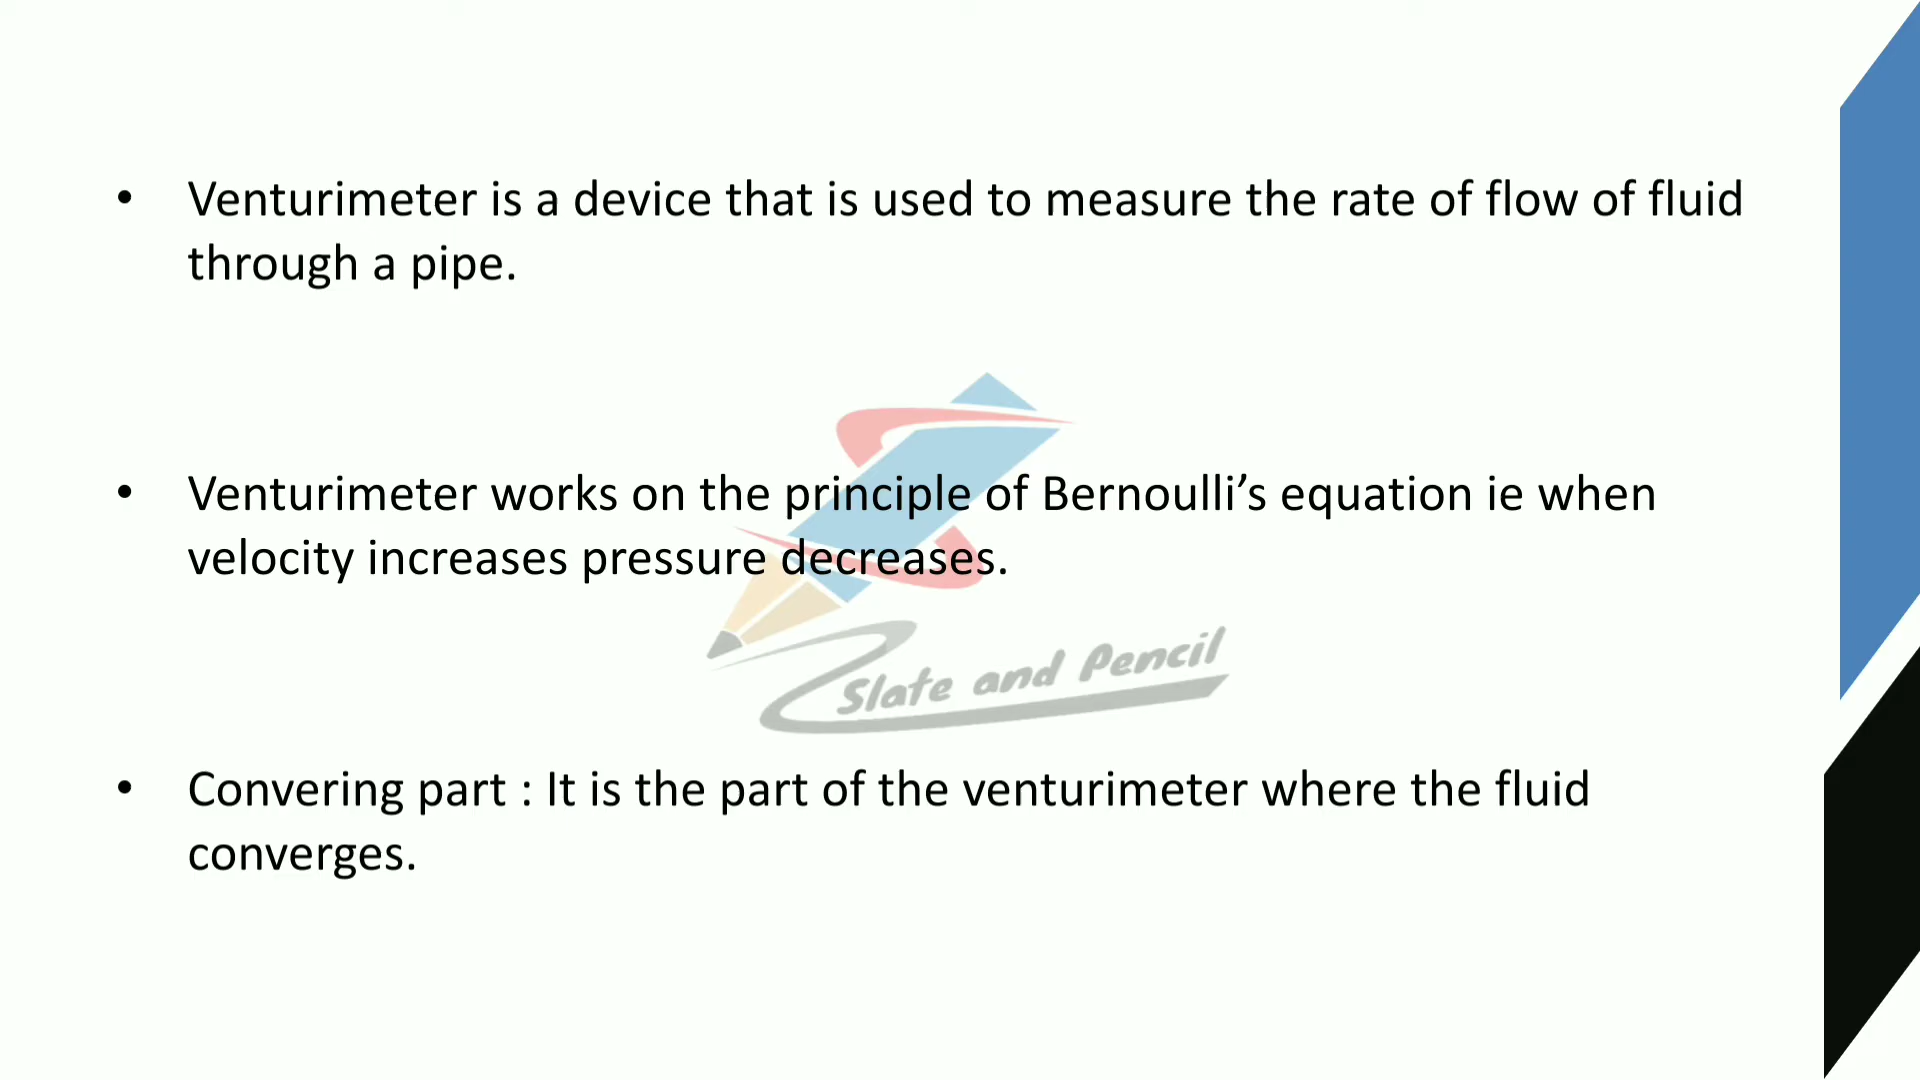 • Venturimeter is a device that is used to measure the rate of flow of fluid
through a pipe.
• Venturimeter works on the principle of Bernoulli’s equation ie when
velocity increases pressure decreases.
Slate and Pencil
• Convering part : It is the part of the venturimeter where the fluid
converges.